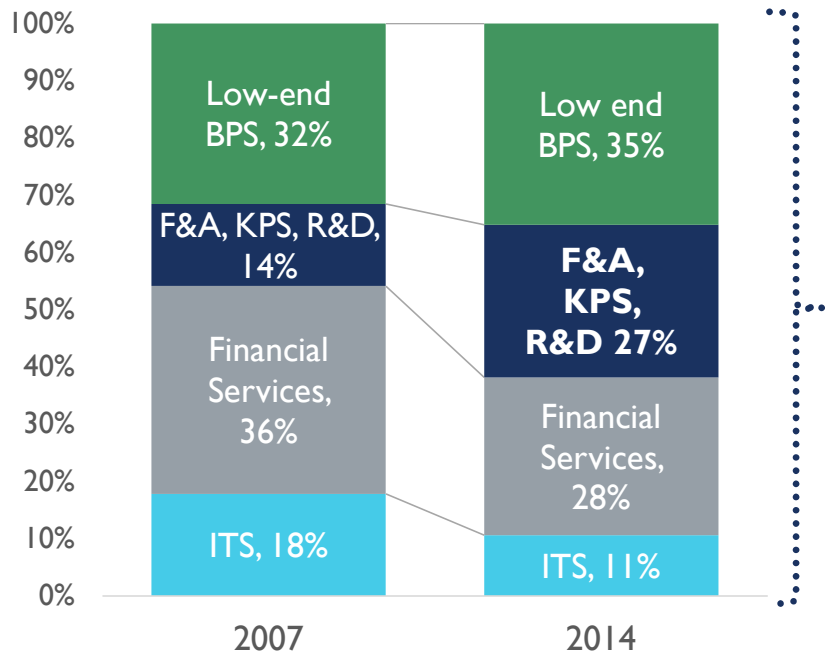 100%
90%
80%
70%
60%
50%
40%
30%
20%
10%
0%
Low-end
BPS, 32%
F&A, KPS, R&D,
14%
Financial
Services,
36%
ITS, 18%
Low end
BPS, 35%
F&A,
KPS,
R&D 27%
Financial
Services,
28%
ITS, 11%
2007
2014